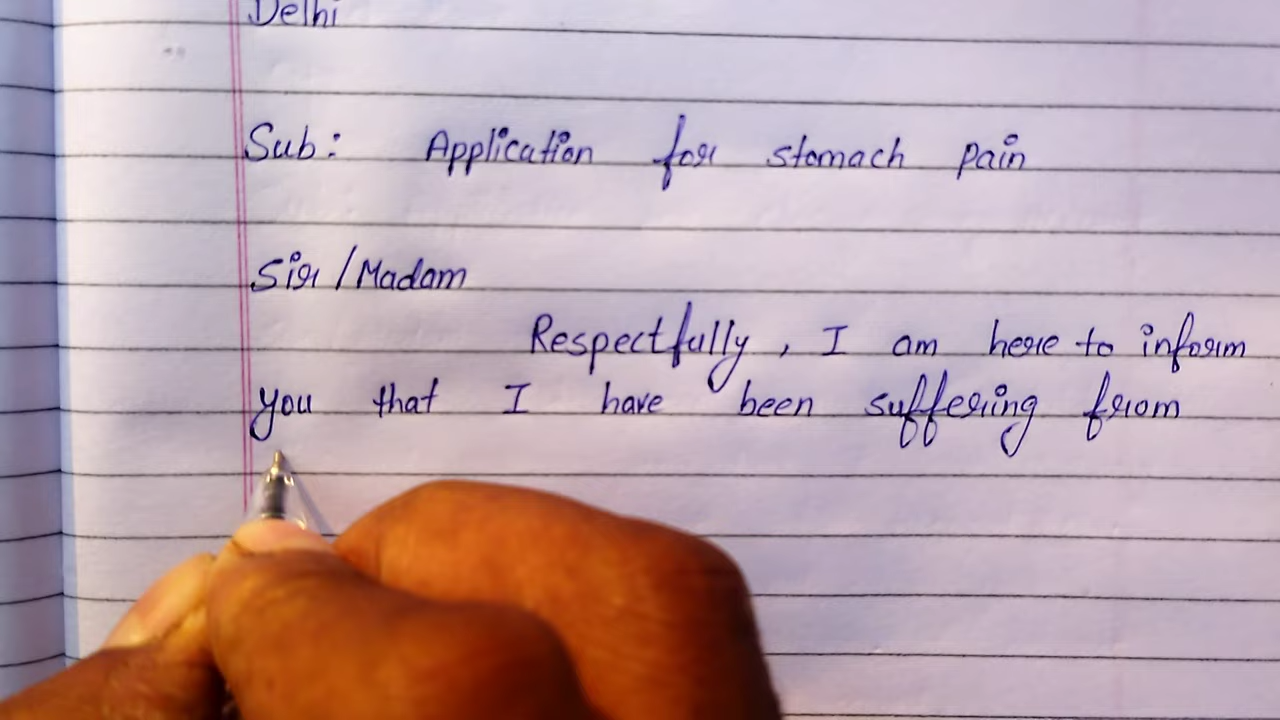 Delhi
Sub: Application for stomach pain
Sir/Madam
Respectfully, I am here to inform
you that I have been suffering from